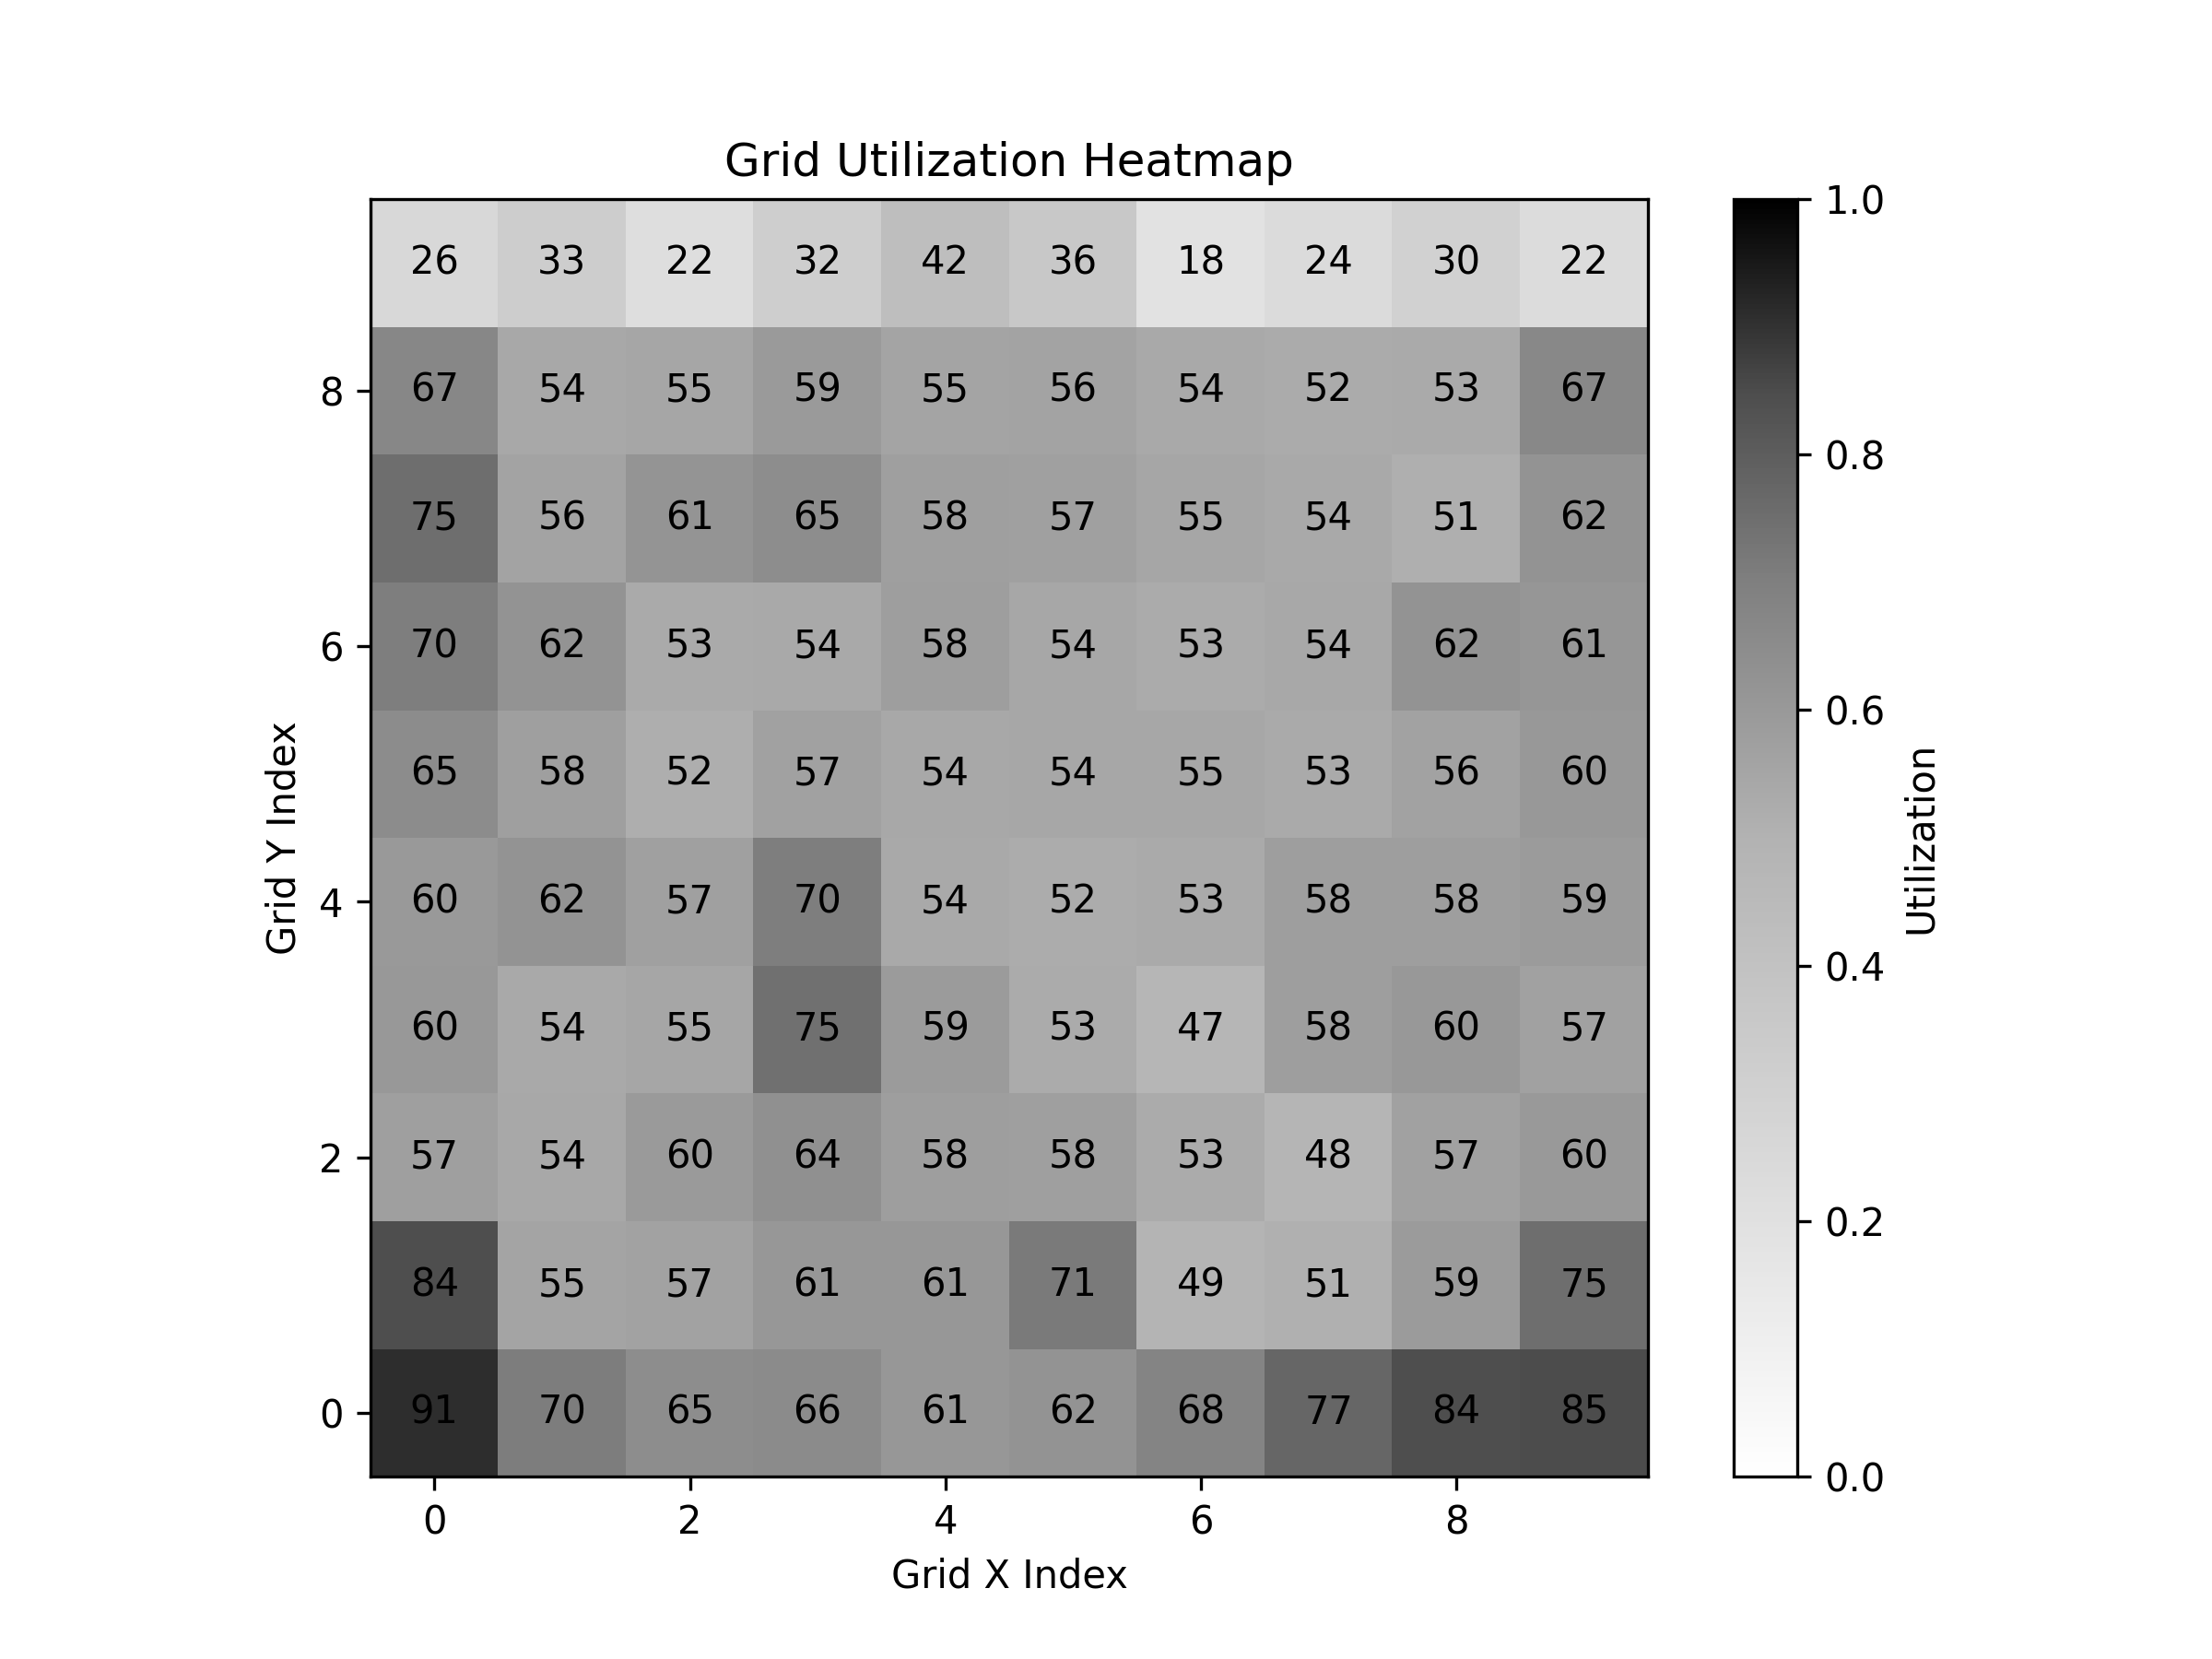 Grid Utilization Heatmap
26 33 22 32 42 36 18 24 30 22
8 67 54 55 59 55 56 54 52 53 67
75 56 61 65 58 57 55 54 51 62
6 70 62 53 54 58 54 53 54 62 61
65 58 52 57 54 54 55 53 56 60
4 60 62 57 70 54 52 53 58 58 59
60 54 55 75 59 53 47 58 60 57
2 57 54 60 64 58 58 53 48 57 60
84 55 57 61 61 71 49 51 59 75
0 91 70 65 66 61 62 68 77 84 85
0 2 4 6 8
Grid X Index
Grid Y Index
1.0
0.8
0.6
0.4
0.2
0.0
Utilization